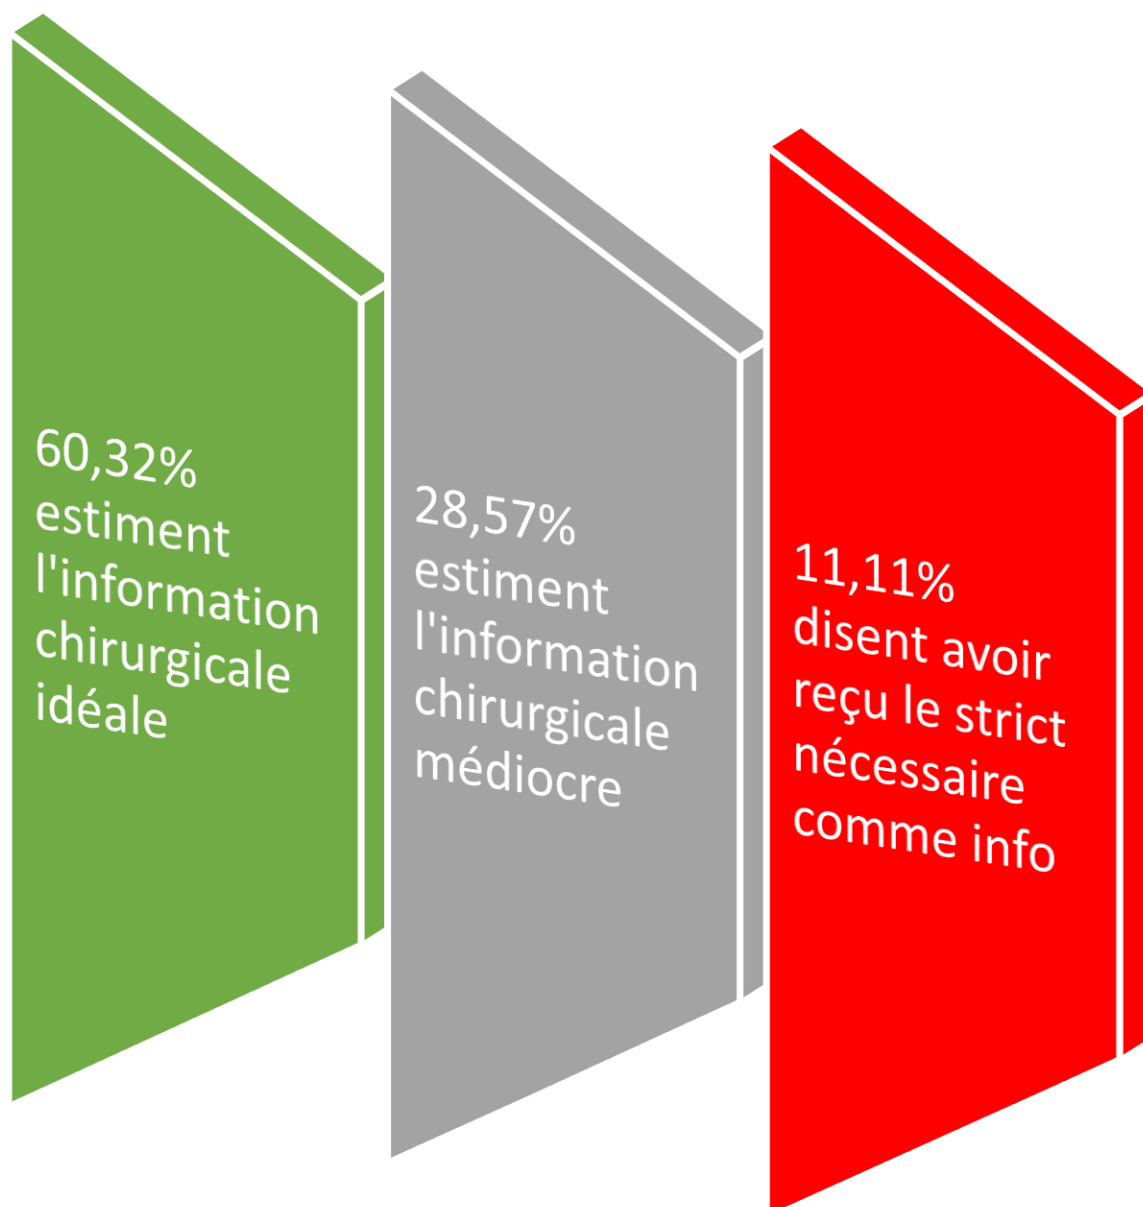 60,32%
estiment
l'information
chirurgicale
idéale
28,57%
estiment
l'information
chirurgicale
médiocre
11,11%
disent avoir
reçu le strict
nécessaire
comme info